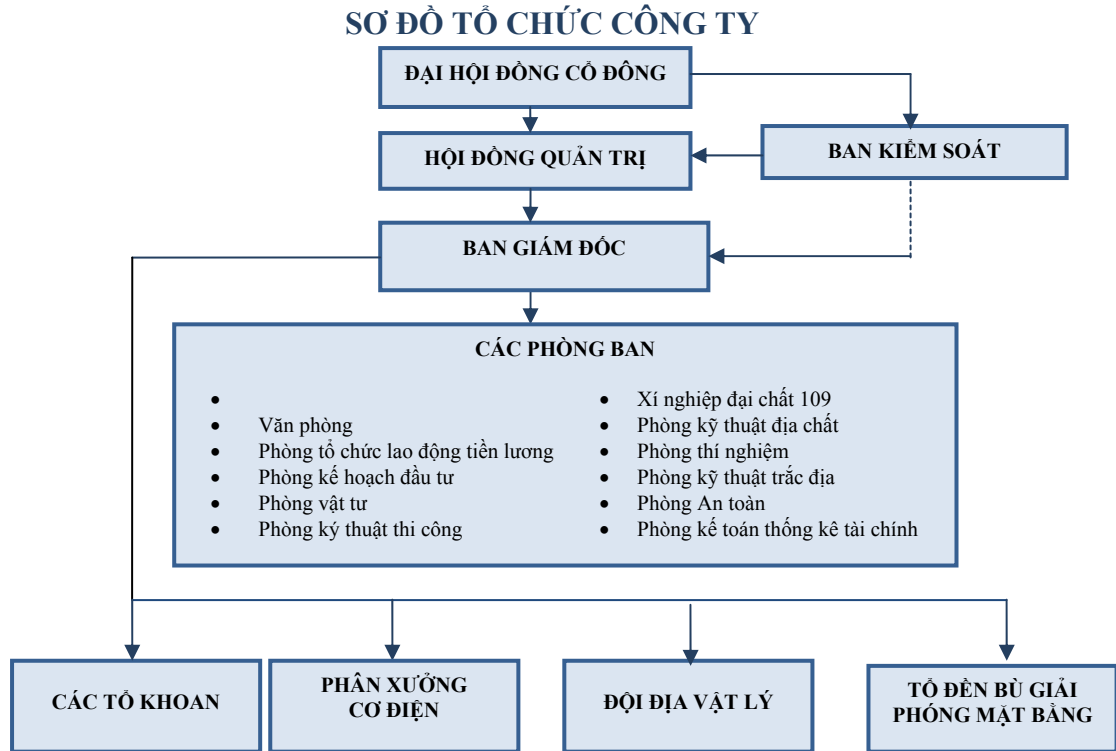 SƠ ĐỒ TỔ CHỨC CÔNG TY
ĐẠI HỘI ĐỒNG CỔ ĐÔNG
HỘI ĐỒNG QUẢN TRỊ
BAN KIỂM SOÁT
BAN GIÁM ĐỐC
CÁC PHÒNG BAN
•
• Văn phòng
• Phòng tổ chức lao động tiền lương
• Phòng kế hoạch đầu tư
• Phòng vật tư
• Phòng ký thuật thi công
• Xí nghiệp đại chất 109
• Phòng kỹ thuật địa chất
• Phòng thí nghiệm
• Phòng kỹ thuật trắc địa
• Phòng An toàn
• Phòng kế toán thống kê tài chính
CÁC TỔ KHOAN
PHÂN XƯỞNG
CƠ ĐIỆN
ĐỘI ĐỊA VẬT LÝ
TỔ ĐỀN BÙ GIẢI
PHÓNG MẶT BẰNG